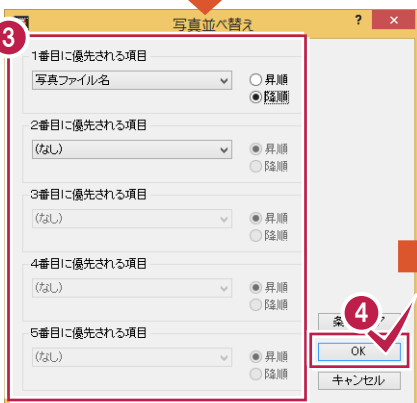 写真並べ替え ? ×
3
1番目に優先される項目
写真ファイル名 昇順
降順
2番目に優先される項目
(なし) 昇順
降順
3番目に優先される項目
(なし) 昇順
降順
4番目に優先される項目
(なし) 昇順
降順
5番目に優先される項目
(なし) 昇順
降順
4
OK
キャンセル